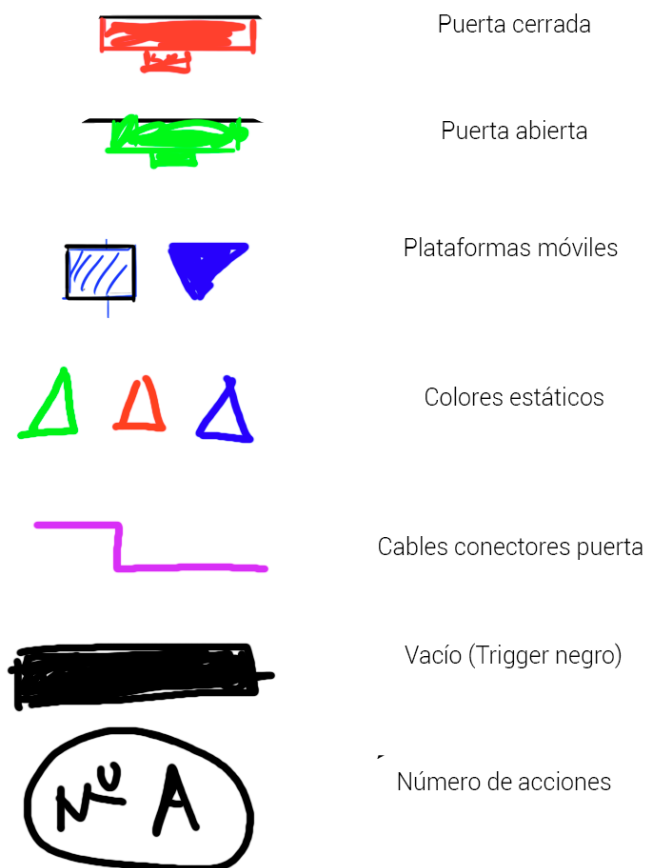 Puerta cerrada
Puerta abierta
Plataformas móviles
Colores estáticos
Cables conectores puerta
Vacío (Trigger negro)
Nº A
Número de acciones